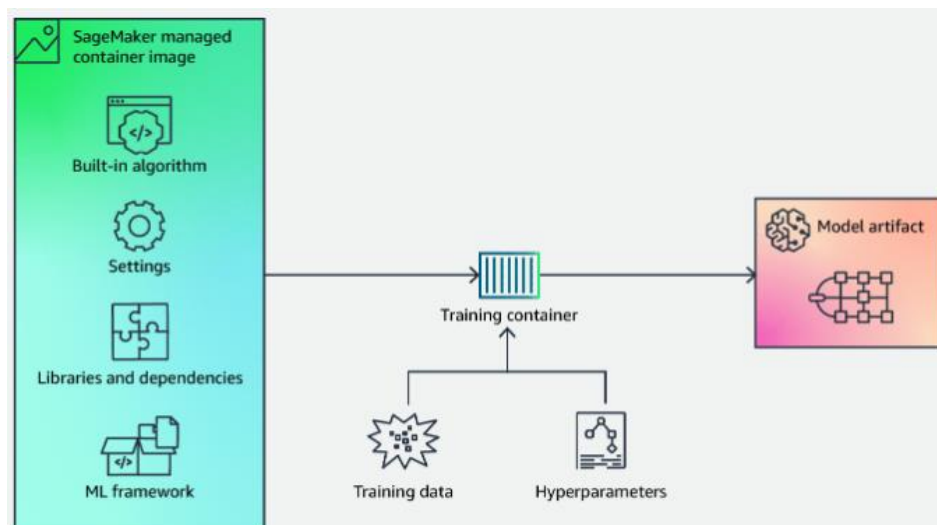 SageMaker managed
container image
</>
Built-in algorithm
Settings
Libraries and dependencies
</>
ML framework
Training container
Training data
Hyperparameters
Model artifact